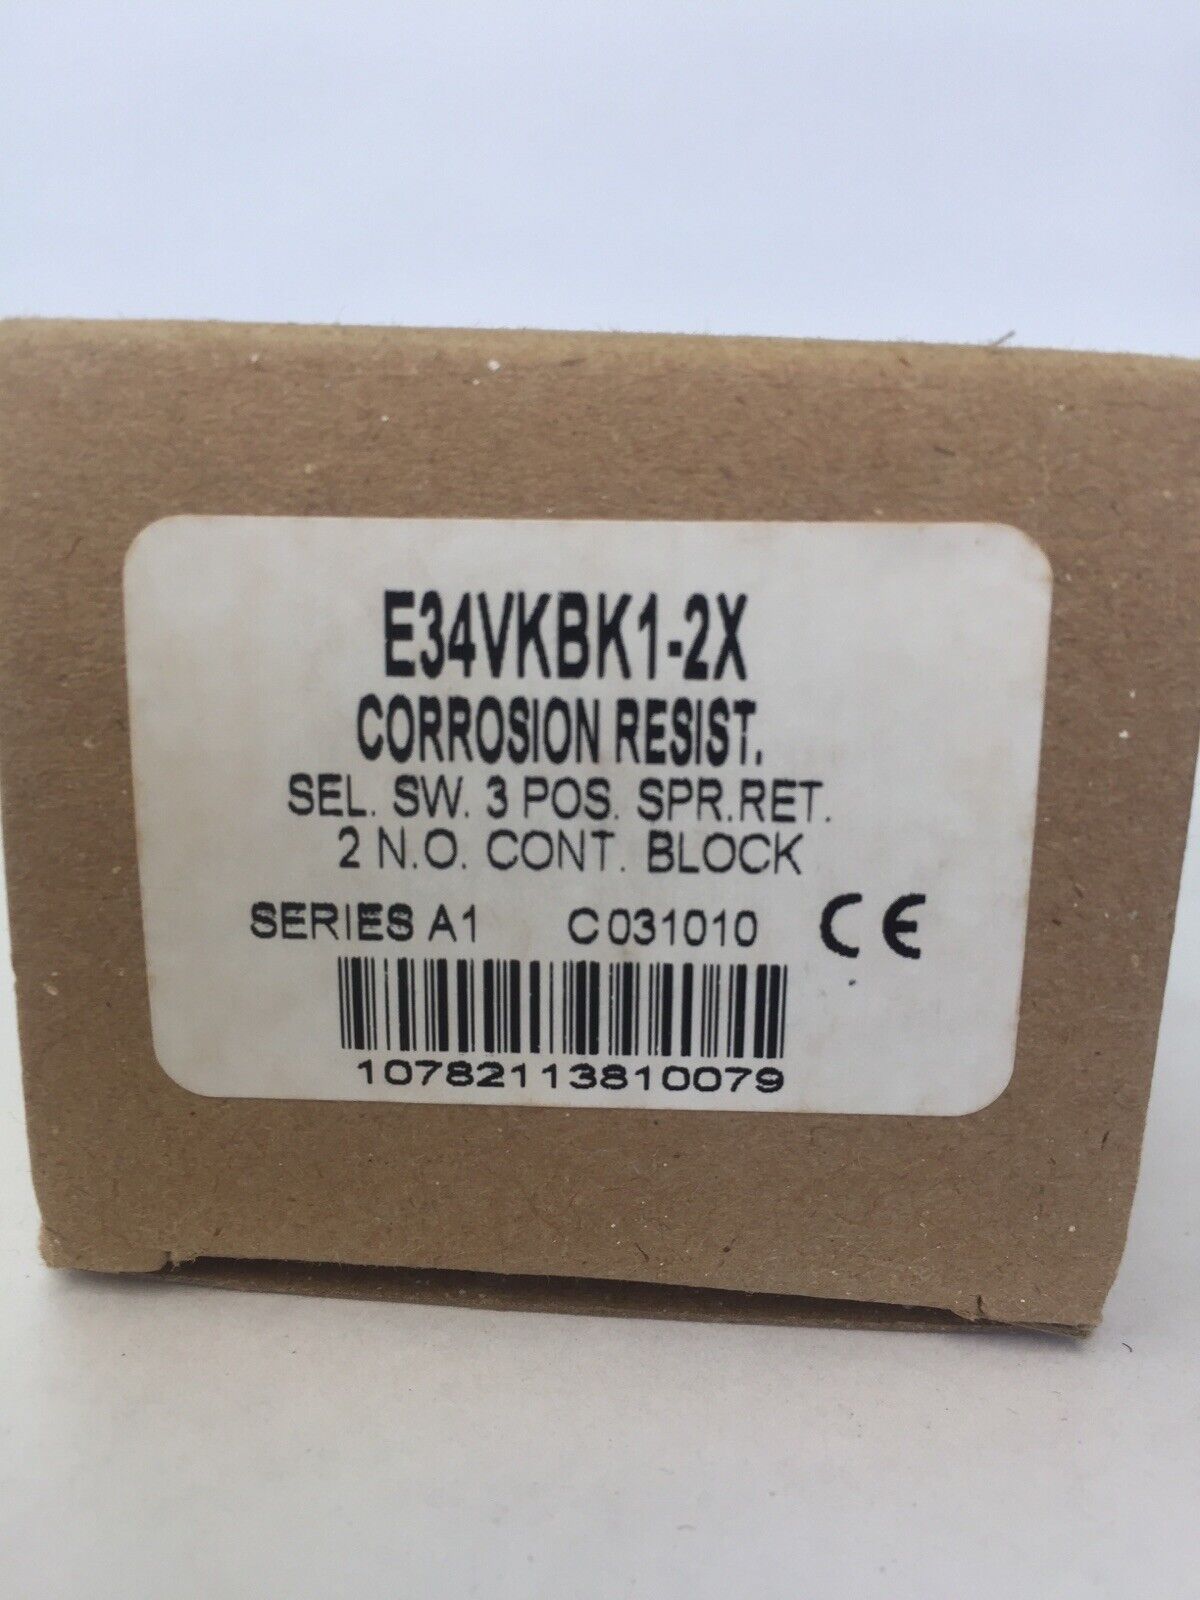 E34VKBK1-2X
CORROSION RESIST.
SEL. SW. 3 POS. SPR.RET.
2 N.O. CONT. BLOCK
SERIES A1 C031010 CE
10782113810079